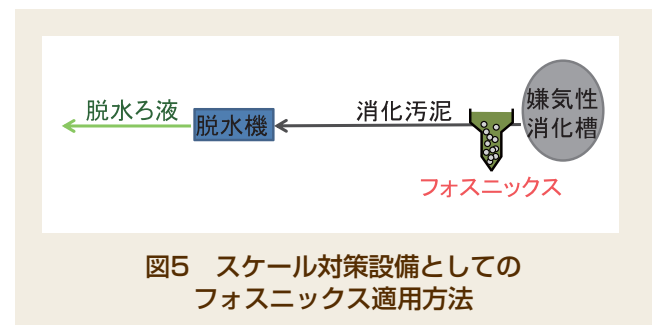 脱水ろ液
脱水機
消化汚泥
嫌気性
消化槽
フォスニックス
図5　スケール対策設備としての
フォスニックス適用方法